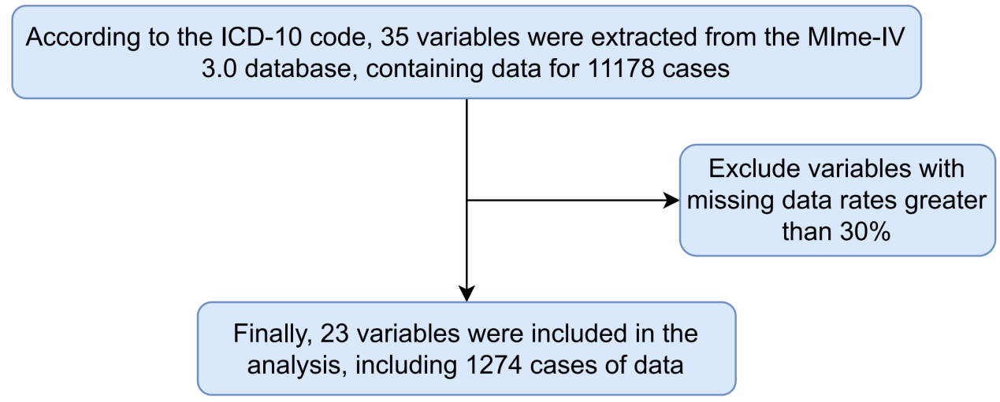 According to the ICD-10 code, 35 variables were extracted from the MIme-IV
3.0 database, containing data for 11178 cases
Exclude variables with
missing data rates greater
than 30%
Finally, 23 variables were included in the
analysis, including 1274 cases of data